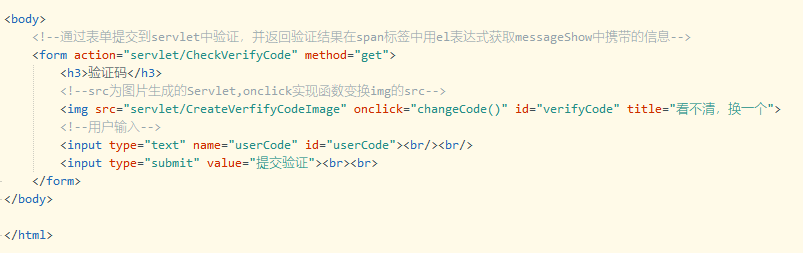 <body>
<!--通过表单提交到servlet中验证，并返回验证结果在span标签中用el表达式获取messageShow中携带的信息-->
<form action="servlet/CheckVerifyCode" method="get">
<h3>验证码</h3>
<!--src为图片生成的Servlet,onclick实现函数变换img的src-->
<img src="servlet/CreateVerfifyCodeImage" onclick="changeCode()" id="verifyCode" title="看不清，换一个">
<!--用户输入-->
<input type="text" name="userCode" id="userCode"><br/><br/>
<input type="submit" value="提交验证"><br><br>
</form>
</body>
</html>